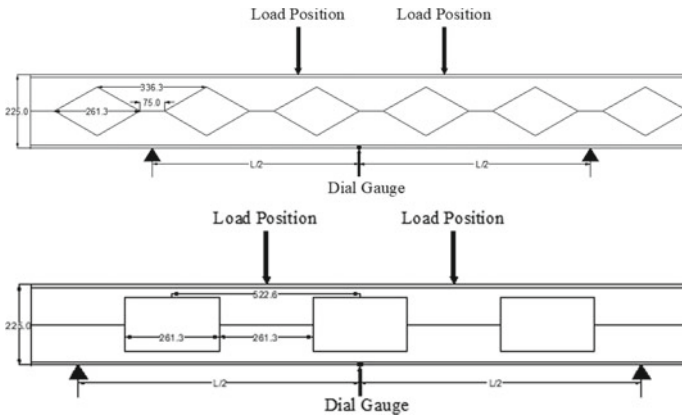 Load Position Load Position
336.3
75.0
225.0
261.3
L/2 L/2
Dial Gauge
Load Position Load Position
522.6
225.0
261.3 261.3
L/2 L/2
Dial Gauge